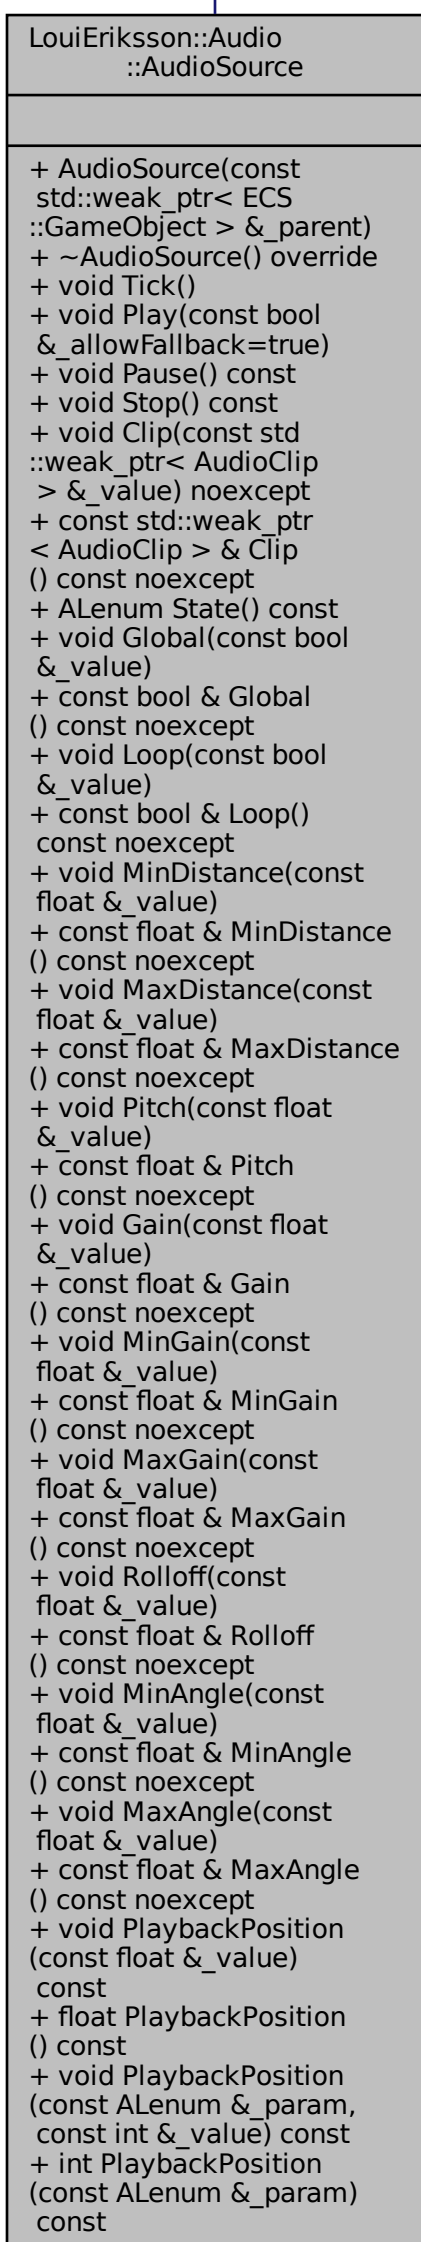 LouiEriksson::Audio
::AudioSource
+ AudioSource(const
std::weak_ptr< ECS
::GameObject > &_parent)
+ ~AudioSource() override
+ void Tick()
+ void Play(const bool
&_allowFallback=true)
+ void Pause() const
+ void Stop() const
+ void Clip(const std
::weak_ptr< AudioClip
> &_value) noexcept
+ const std::weak_ptr
< AudioClip > & Clip
() const noexcept
+ ALenum State() const
+ void Global(const bool
&_value)
+ const bool & Global
() const noexcept
+ void Loop(const bool
&_value)
+ const bool & Loop()
const noexcept
+ void MinDistance(const
float &_value)
+ const float & MinDistance
() const noexcept
+ void MaxDistance(const
float &_value)
+ const float & MaxDistance
() const noexcept
+ void Pitch(const float
&_value)
+ const float & Pitch
() const noexcept
+ void Gain(const float
&_value)
+ const float & Gain
() const noexcept
+ void MinGain(const
float &_value)
+ const float & MinGain
() const noexcept
+ void MaxGain(const
float &_value)
+ const float & MaxGain
() const noexcept
+ void Rolloff(const
float &_value)
+ const float & Rolloff
() const noexcept
+ void MinAngle(const
float &_value)
+ const float & MinAngle
() const noexcept
+ void MaxAngle(const
float &_value)
+ const float & MaxAngle
() const noexcept
+ void PlaybackPosition
(const float &_value)
const
+ float PlaybackPosition
() const
+ void PlaybackPosition
(const ALenum &_param,
const int &_value) const
+ int PlaybackPosition
(const ALenum &_param)
const